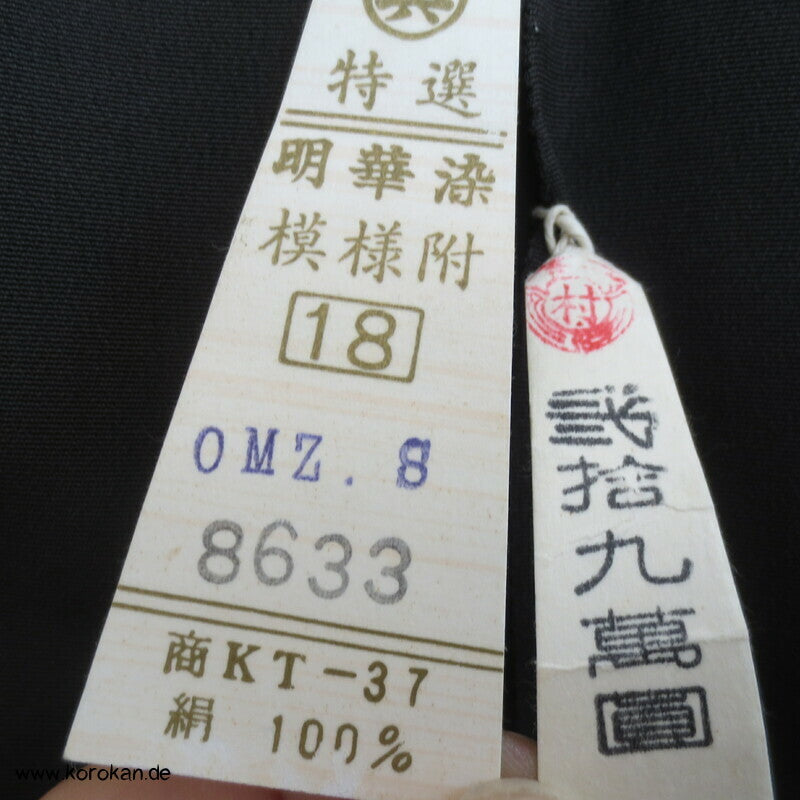 特選
明華染
模様附
18
OMZ.8
8633
商KT-37
絹 100%
村
弐拾九萬圓
www.korokan.de